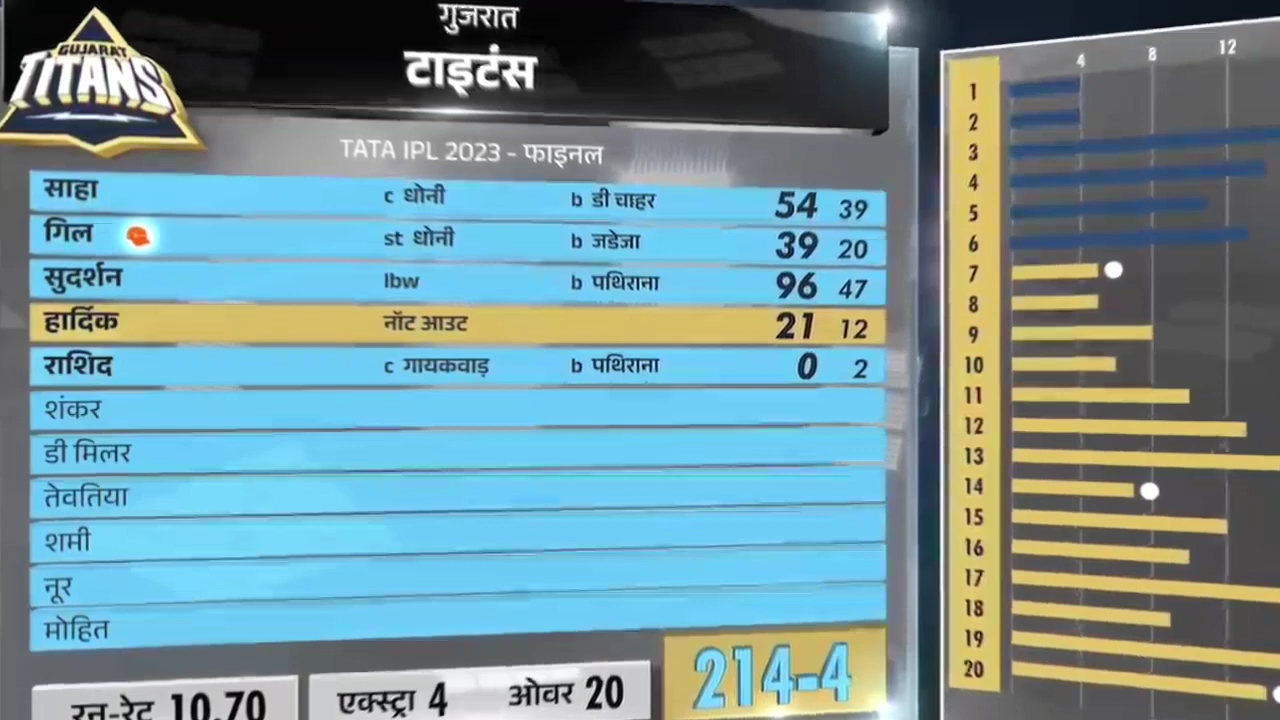 गुजरात
टाइटंस
GUJARAT
TITANS
TATA IPL 2023 - फाइनल
साहा c धोनी b डी चाहर 54 39
गिल st धोनी b जडेजा 39 20
सुदर्शन lbw b पथिराना 96 47
हार्दिक नॉट आउट 21 12
राशिद c गायकवाड़ b पथिराना 0 2
शंकर
डी मिलर
तेवतिया
शमी
नूर
मोहित
रन-रेट 10.70 एक्स्ट्रा 4 ओवर 20 214-4
4 8 12
1
2
3
4
5
6
7
8
9
10
11
12
13
14
15
16
17
18
19
20